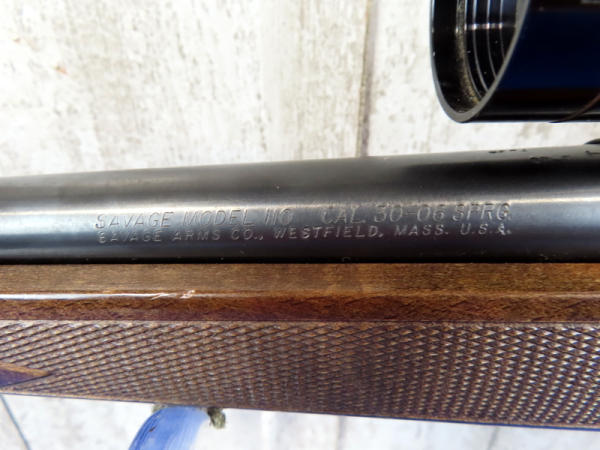 SAVAGE MODEL 110 CAL. 30-06 SPRG.
SAVAGE ARMS CO., WESTFIELD, MASS. U.S.A.